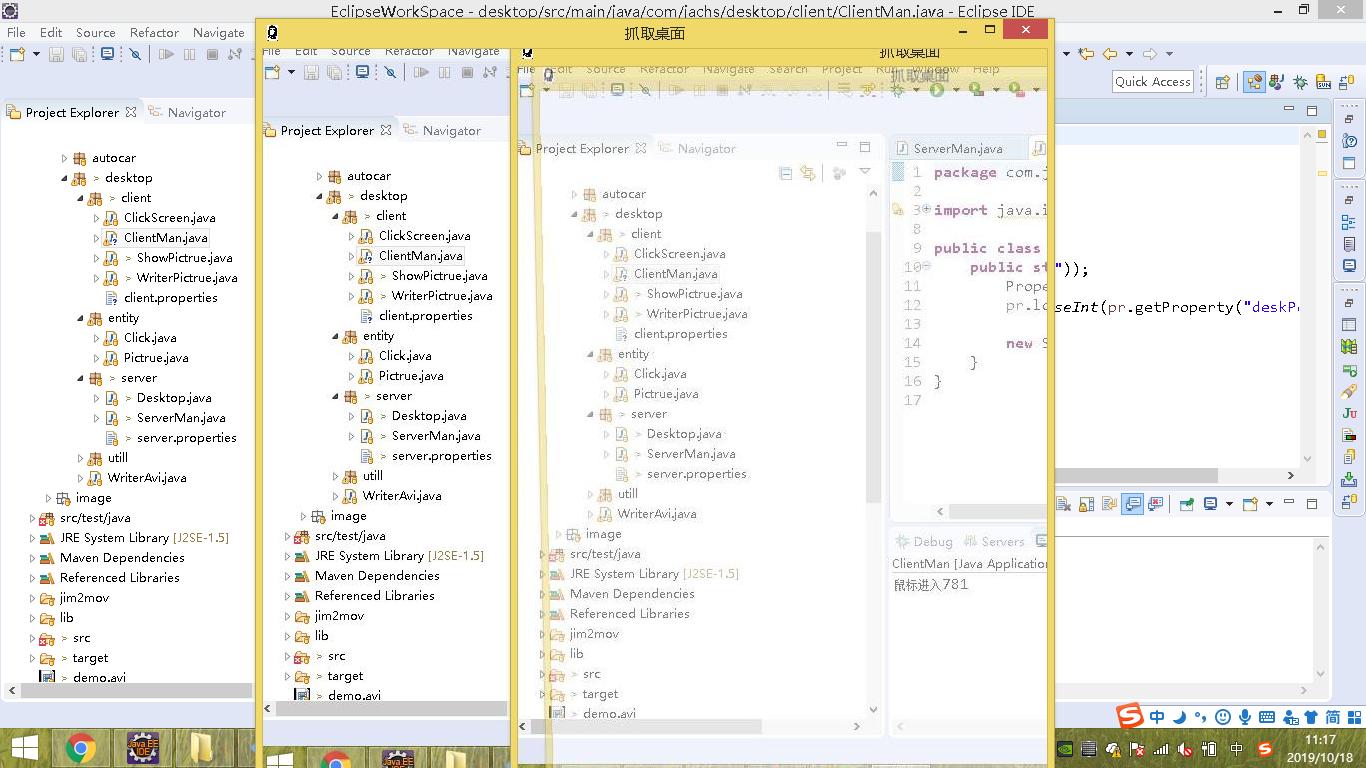 EclipseWorkSpace - desktop/src/main/java/com/jachs/desktop/client/ClientMan.java - Eclipse IDE
File Edit Source Refactor Navigate
Quick Access
Project Explorer Navigator
autocar
> desktop
> client
ClickScreen.java
ClientMan.java
> ShowPictrue.java
> WriterPictrue.java
client.properties
entity
Click.java
Pictrue.java
> server
> Desktop.java
> ServerMan.java
> server.properties
utill
WriterAvi.java
image
src/test/java
JRE System Library [J2SE-1.5]
Maven Dependencies
Referenced Libraries
jim2mov
lib
> src
> target
> demo.avi
抓取桌面
File Edit Source Refactor Navigate
Project Explorer Navigator
autocar
> desktop
> client
ClickScreen.java
ClientMan.java
> ShowPictrue.java
> WriterPictrue.java
client.properties
entity
Click.java
Pictrue.java
> server
> Desktop.java
> ServerMan.java
> server.properties
utill
WriterAvi.java
image
src/test/java
JRE System Library [J2SE-1.5]
Maven Dependencies
Referenced Libraries
jim2mov
lib
> src
> target
> demo.avi
抓取桌面
抓取桌面
File Edit Source Refactor Navigate Search Project Run Window Help
Project Explorer Navigator
autocar
> desktop
> client
ClickScreen.java
ClientMan.java
> ShowPictrue.java
> WriterPictrue.java
client.properties
entity
Click.java
Pictrue.java
> server
> Desktop.java
> ServerMan.java
> server.properties
utill
WriterAvi.java
image
src/test/java
JRE System Library [J2SE-1.5]
Maven Dependencies
Referenced Libraries
jim2mov
lib
> src
> target
> demo.avi
ServerMan.java
1 package com.j
2
3 import java.i
8
9 public class
10 public st"));
11 Prope
12 pr.lo seInt(pr.getProperty("deskPo
13
14 new S
15 }
16 }
17
Debug Servers
ClientMan [Java Application
鼠标进入781
中 简
Java EE
IDE
中
11:17
2019/10/18